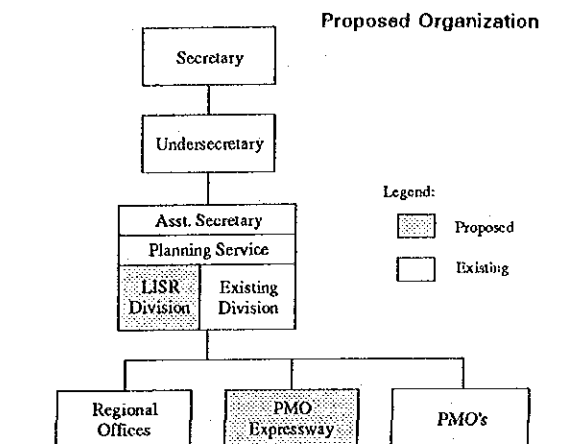 Proposed Organization
Secretary
Undersecretary
Legend:
Proposed
Existing
Asst. Secretary
Planning Service
LISR
Division
Existing
Division
Regional
Offices
PMO
Expressway
PMO's